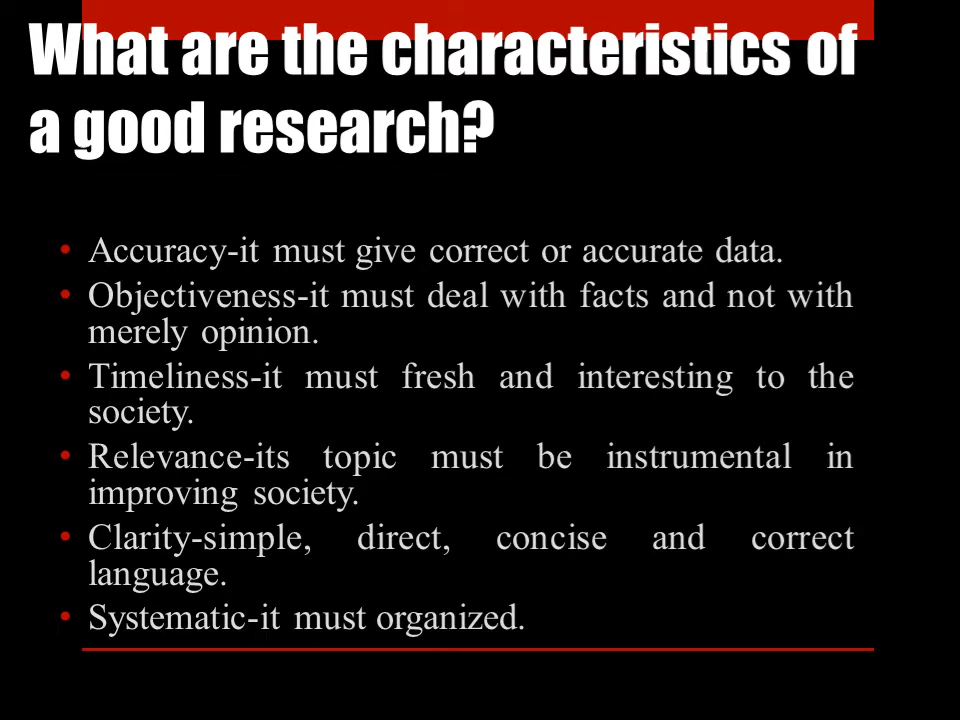 What are the characteristics of
a good research?
• Accuracy-it must give correct or accurate data.
• Objectiveness-it must deal with facts and not with
merely opinion.
• Timeliness-it must fresh and interesting to the
society.
• Relevance-its topic must be instrumental in
improving society.
• Clarity-simple, direct, concise and correct
language.
• Systematic-it must organized.